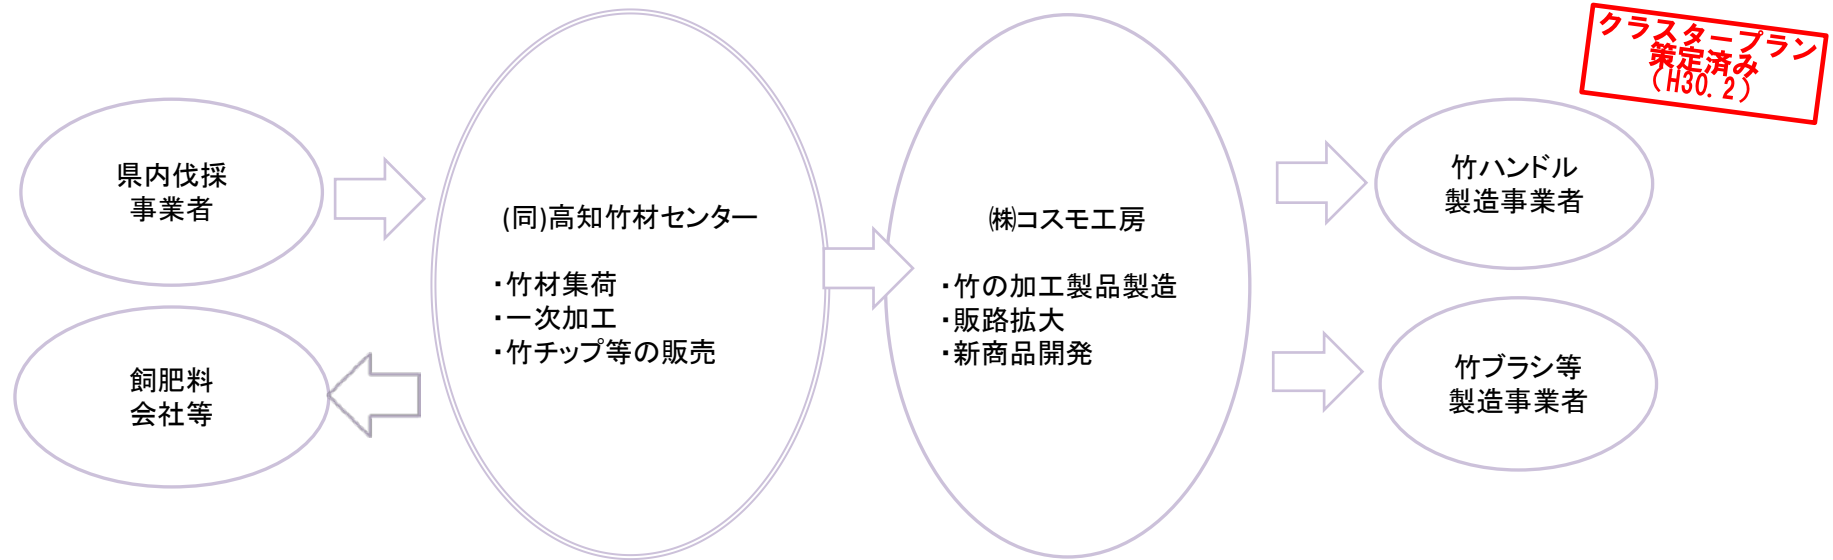 クラスタープラン
策定済み
(H30.2)
県内伐採
事業者
飼肥料
会社等
(同)高知竹材センター
・竹材集荷
・一次加工
・竹チップ等の販売
㈱コスモ工房
・竹の加工製品製造
・販路拡大
・新商品開発
竹ハンドル
製造事業者
竹ブラシ等
製造事業者